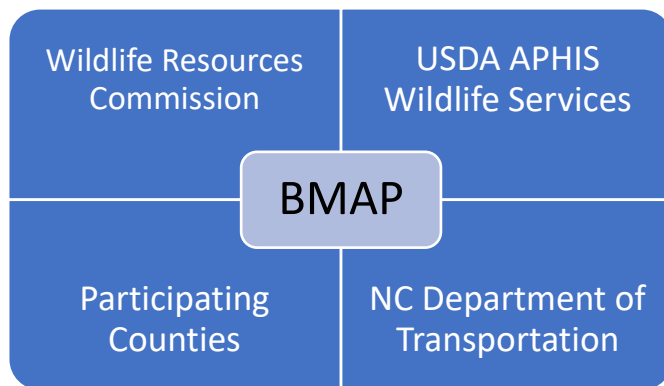 Wildlife Resources
Commission
USDA APHIS
Wildlife Services
BMAP
Participating
Counties
NC Department of
Transportation